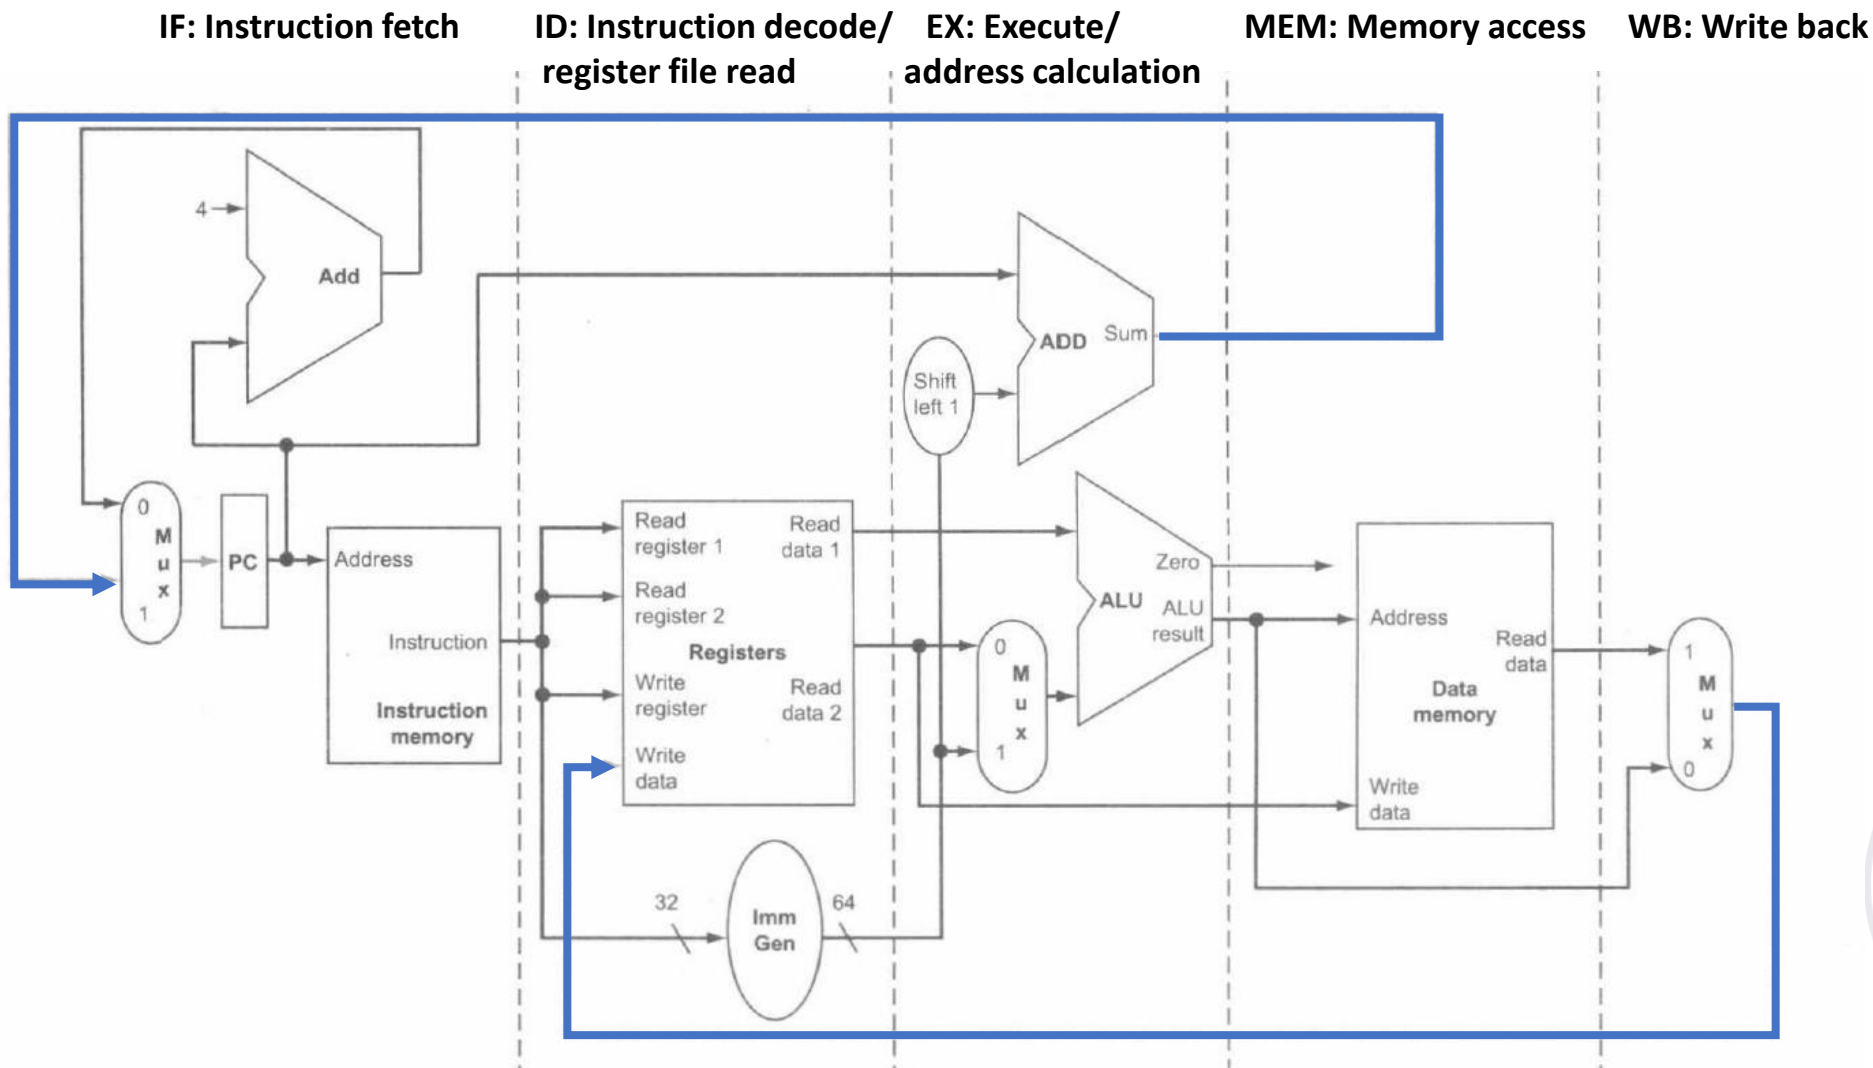 IF: Instruction fetch
ID: Instruction decode/
register file read
EX: Execute/
address calculation
MEM: Memory access
WB: Write back
4
Add
ADD
Sum
Shift
left 1
0
M
u
x
1
PC
Address
Instruction
Instruction
memory
Read
register 1
Read
register 2
Write
register
Write
data
Registers
Read
data 1
Read
data 2
32
Imm
Gen
64
0
M
u
x
1
Zero
ALU
ALU
result
Address
Read
data
Data
memory
Write
data
1
M
u
x
0